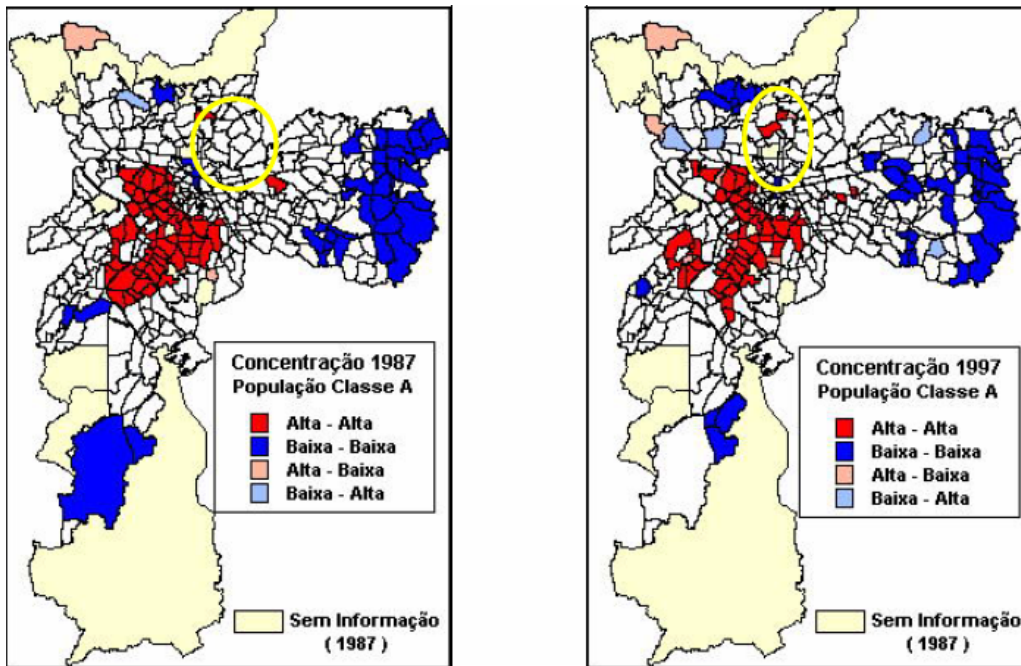 Concentração 1987
População Classe A
Alta - Alta
Baixa - Baixa
Alta - Baixa
Baixa - Alta
Sem Informação
( 1987 )
Concentração 1997
População Classe A
Alta - Alta
Baixa - Baixa
Alta - Baixa
Baixa - Alta
Sem Informação
( 1987 )